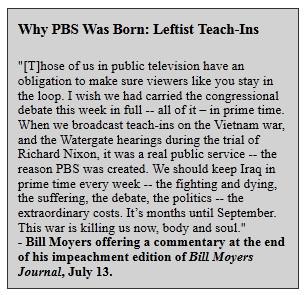 Why PBS Was Born: Leftist Teach-Ins
"[T]hose of us in public television have an
obligation to make sure viewers like you stay in
the loop. I wish we had carried the congressional
debate this week in full -- all of it – in prime time.
When we broadcast teach-ins on the Vietnam war,
and the Watergate hearings during the trial of
Richard Nixon, it was a real public service -- the
reason PBS was created. We should keep Iraq in
prime time every week -- the fighting and dying,
the suffering, the debate, the politics -- the
extraordinary costs. It’s months until September.
This war is killing us now, body and soul."
- Bill Moyers offering a commentary at the end
of his impeachment edition of Bill Moyers
Journal, July 13.